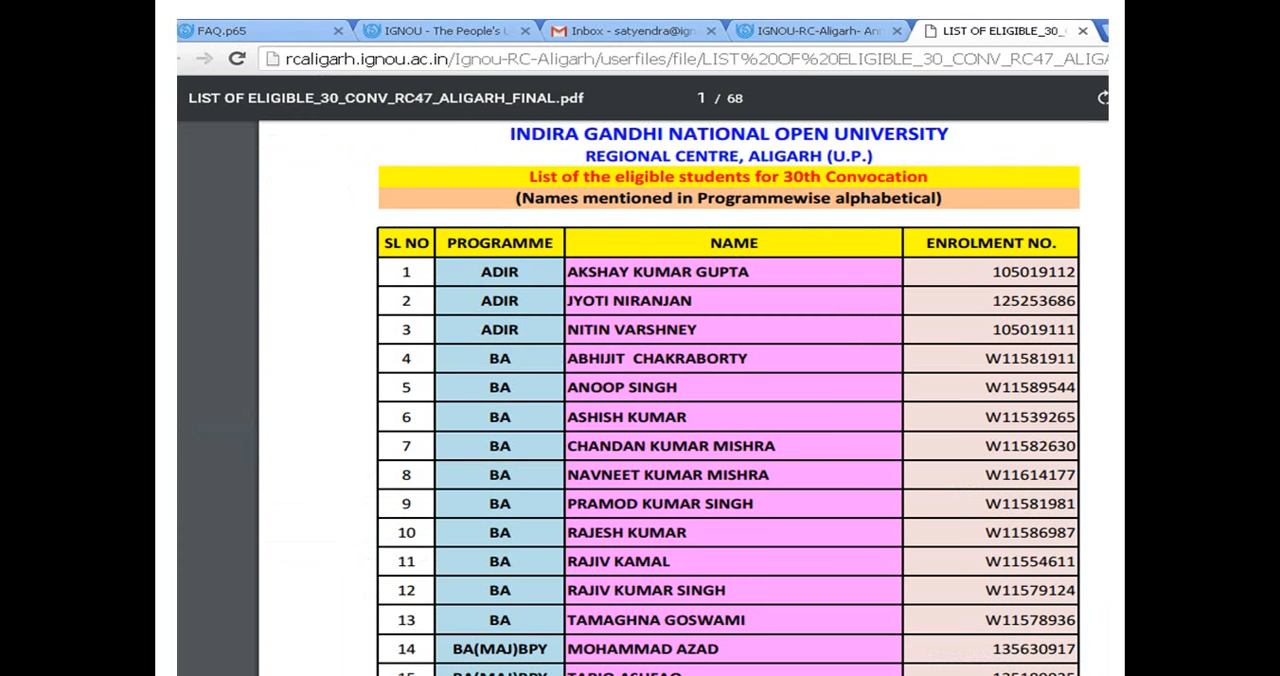 FAQ.p65 IGNOU - The People's Inbox - satyendra@ign IGNOU-RC-Aligarh- An LIST OF ELIGIBLE_30_
rcaligarh.ignou.ac.in/Ignou-RC-Aligarh/userfiles/file/LIST%20OF%20ELIGIBLE_30_CONV_RC47_ALIGA
LIST OF ELIGIBLE_30_CONV_RC47_ALIGARH_FINAL.pdf 1 / 68
INDIRA GANDHI NATIONAL OPEN UNIVERSITY
REGIONAL CENTRE, ALIGARH (U.P.)
List of the eligible students for 30th Convocation
(Names mentioned in Programmewise alphabetical)
SL NO PROGRAMME NAME ENROLMENT NO.
1 ADIR AKSHAY KUMAR GUPTA 105019112
2 ADIR JYOTI NIRANJAN 125253686
3 ADIR NITIN VARSHNEY 105019111
4 BA ABHIJIT CHAKRABORTY W11581911
5 BA ANOOP SINGH W11589544
6 BA ASHISH KUMAR W11539265
7 BA CHANDAN KUMAR MISHRA W11582630
8 BA NAVNEET KUMAR MISHRA W11614177
9 BA PRAMOD KUMAR SINGH W11581981
10 BA RAJESH KUMAR W11586987
11 BA RAJIV KAMAL W11554611
12 BA RAJIV KUMAR SINGH W11579124
13 BA TAMAGHNA GOSWAMI W11578936
14 BA(MAJ)BPY MOHAMMAD AZAD 135630917